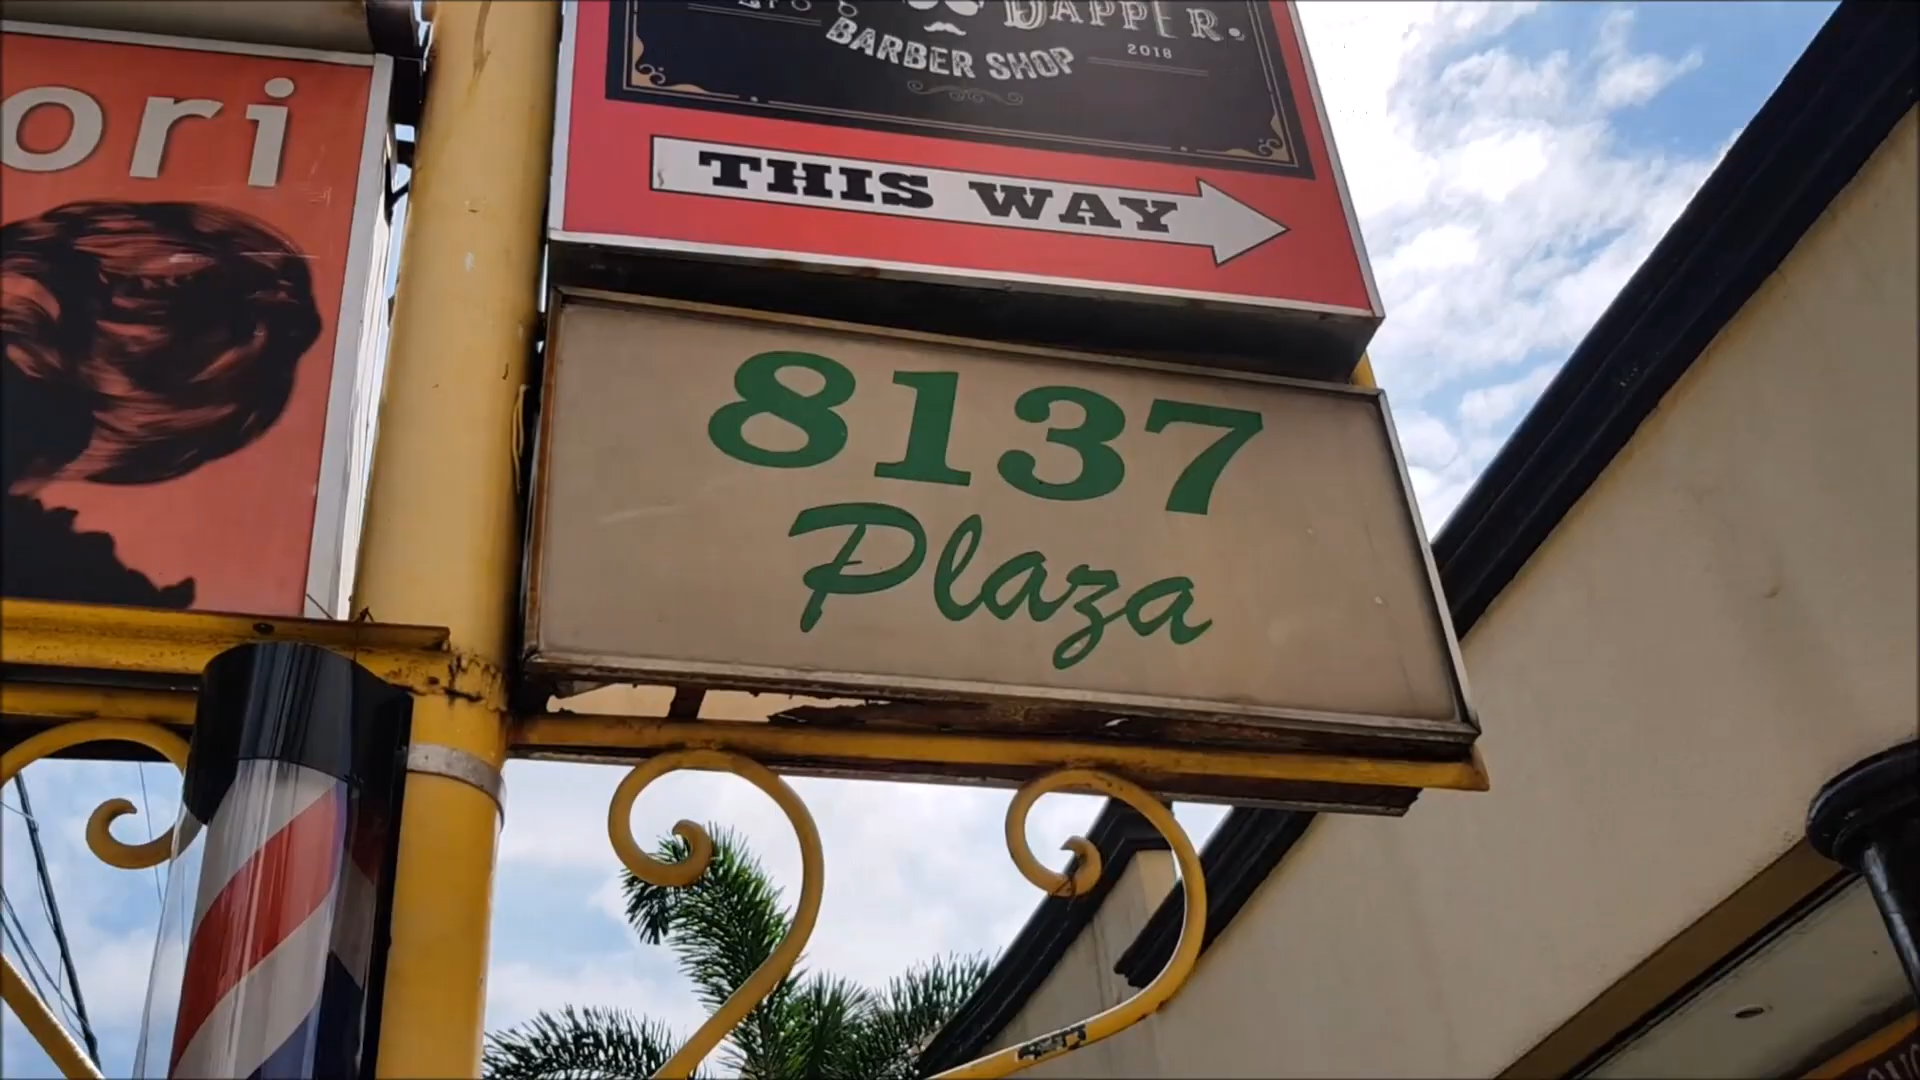 ori
DAPPER.
BARBER SHOP
2018
THIS WAY
8137
Plaza